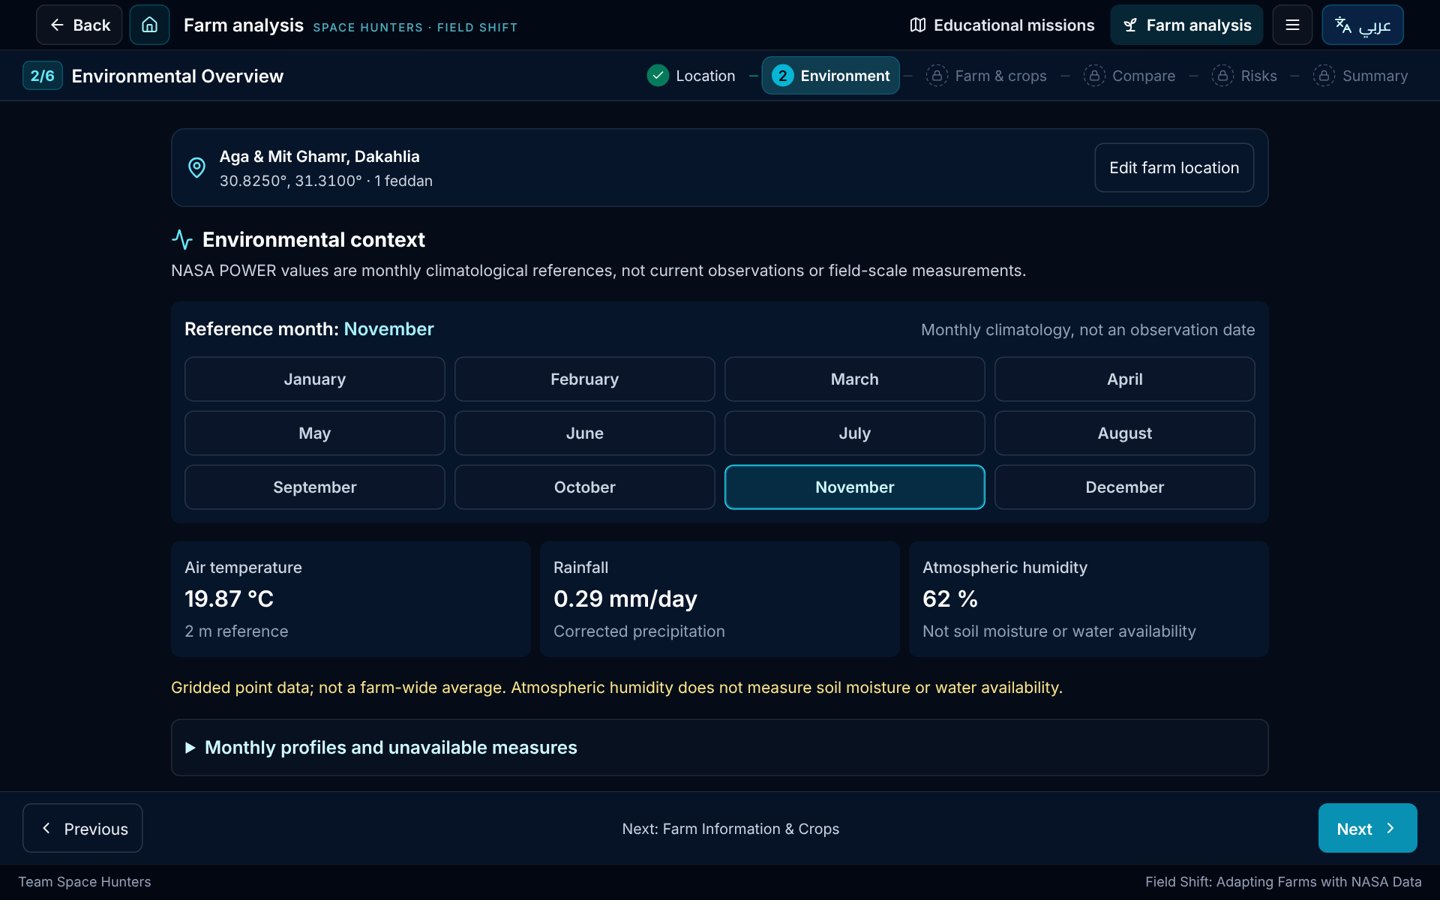 Back
Farm analysis SPACE HUNTERS · FIELD SHIFT
Educational missions
Farm analysis
عربي
2/6 Environmental Overview
Location
2 Environment
Farm & crops
Compare
Risks
Summary
Aga & Mit Ghamr, Dakahlia
30.8250°, 31.3100° · 1 feddan
Edit farm location
Environmental context
NASA POWER values are monthly climatological references, not current observations or field-scale measurements.
Reference month: November
Monthly climatology, not an observation date
January
February
March
April
May
June
July
August
September
October
November
December
Air temperature
19.87 °C
2 m reference
Rainfall
0.29 mm/day
Corrected precipitation
Atmospheric humidity
62 %
Not soil moisture or water availability
Gridded point data; not a farm-wide average. Atmospheric humidity does not measure soil moisture or water availability.
Monthly profiles and unavailable measures
Previous
Next: Farm Information & Crops
Next
Team Space Hunters
Field Shift: Adapting Farms with NASA Data